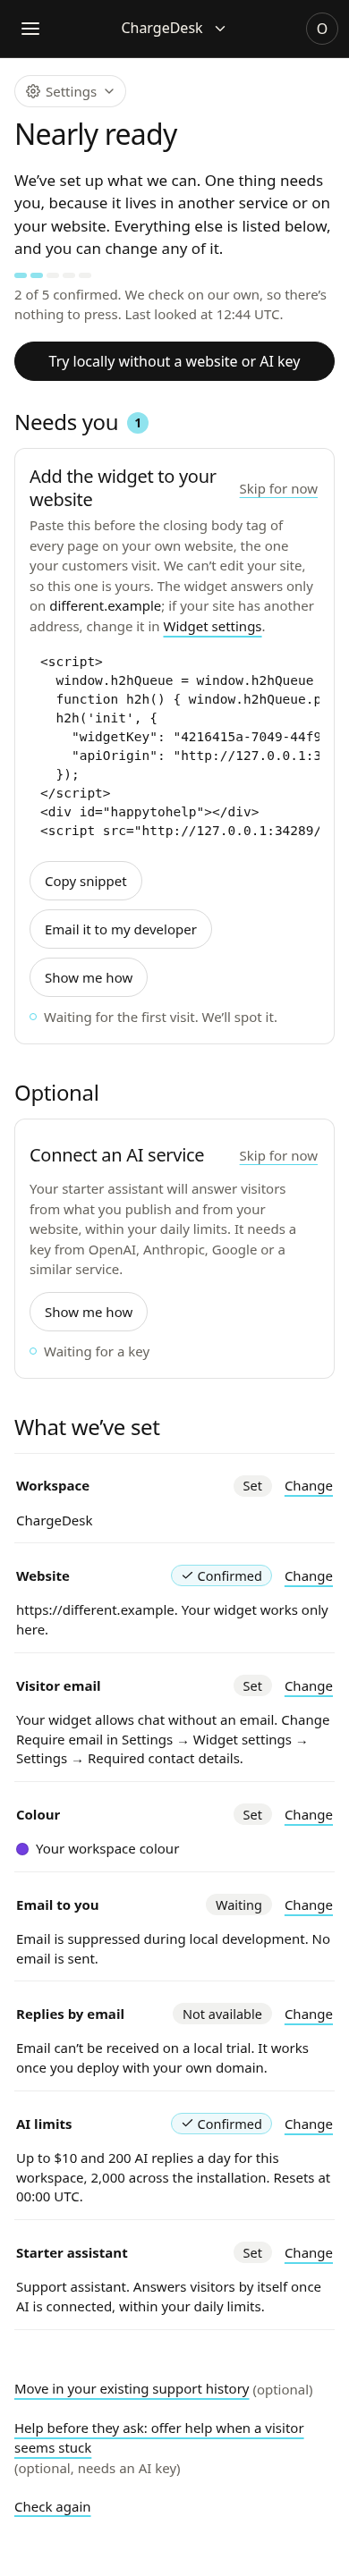 ChargeDesk
O
Settings
Nearly ready
We’ve set up what we can. One thing needs
you, because it lives in another service or on
your website. Everything else is listed below,
and you can change any of it.
2 of 5 confirmed. We check on our own, so there’s
nothing to press. Last looked at 12:44 UTC.
Try locally without a website or AI key
Needs you 1
Add the widget to your
website
Skip for now
Paste this before the closing body tag of
every page on your own website, the one
your customers visit. We can’t edit your site,
so this one is yours. The widget answers only
on different.example; if your site has another
address, change it in Widget settings.
<script>
window.h2hQueue = window.h2hQueue
function h2h() { window.h2hQueue.p
h2h('init', {
"widgetKey": "4216415a-7049-44f9
"apiOrigin": "http://127.0.0.1:3
});
</script>
<div id="happytohelp"></div>
<script src="http://127.0.0.1:34289/
Copy snippet
Email it to my developer
Show me how
Waiting for the first visit. We’ll spot it.
Optional
Connect an AI service
Skip for now
Your starter assistant will answer visitors
from what you publish and from your
website, within your daily limits. It needs a
key from OpenAI, Anthropic, Google or a
similar service.
Show me how
Waiting for a key
What we’ve set
Workspace Set Change
ChargeDesk
Website Confirmed Change
https://different.example. Your widget works only
here.
Visitor email Set Change
Your widget allows chat without an email. Change
Require email in Settings → Widget settings →
Settings → Required contact details.
Colour Set Change
Your workspace colour
Email to you Waiting Change
Email is suppressed during local development. No
email is sent.
Replies by email Not available Change
Email can’t be received on a local trial. It works
once you deploy with your own domain.
AI limits Confirmed Change
Up to $10 and 200 AI replies a day for this
workspace, 2,000 across the installation. Resets at
00:00 UTC.
Starter assistant Set Change
Support assistant. Answers visitors by itself once
AI is connected, within your daily limits.
Move in your existing support history (optional)
Help before they ask: offer help when a visitor
seems stuck
(optional, needs an AI key)
Check again